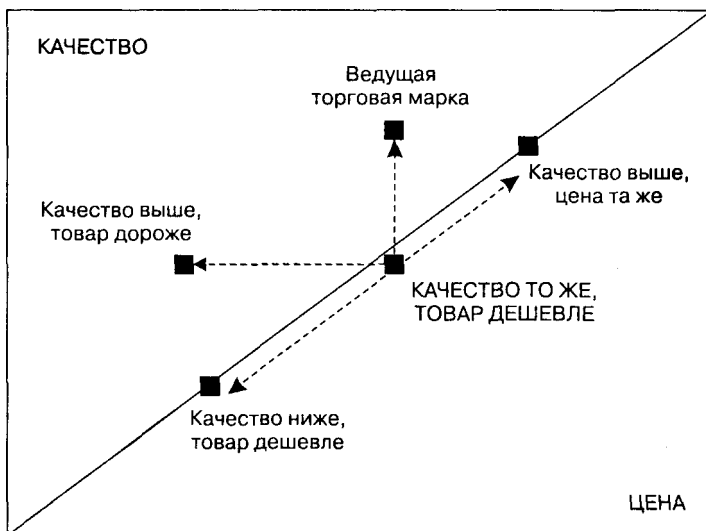 КАЧЕСТВО
Ведущая
торговая марка
Качество выше,
цена та же
Качество выше,
товар дороже
КАЧЕСТВО ТО ЖЕ,
ТОВАР ДЕШЕВЛЕ
Качество ниже,
товар дешевле
ЦЕНА